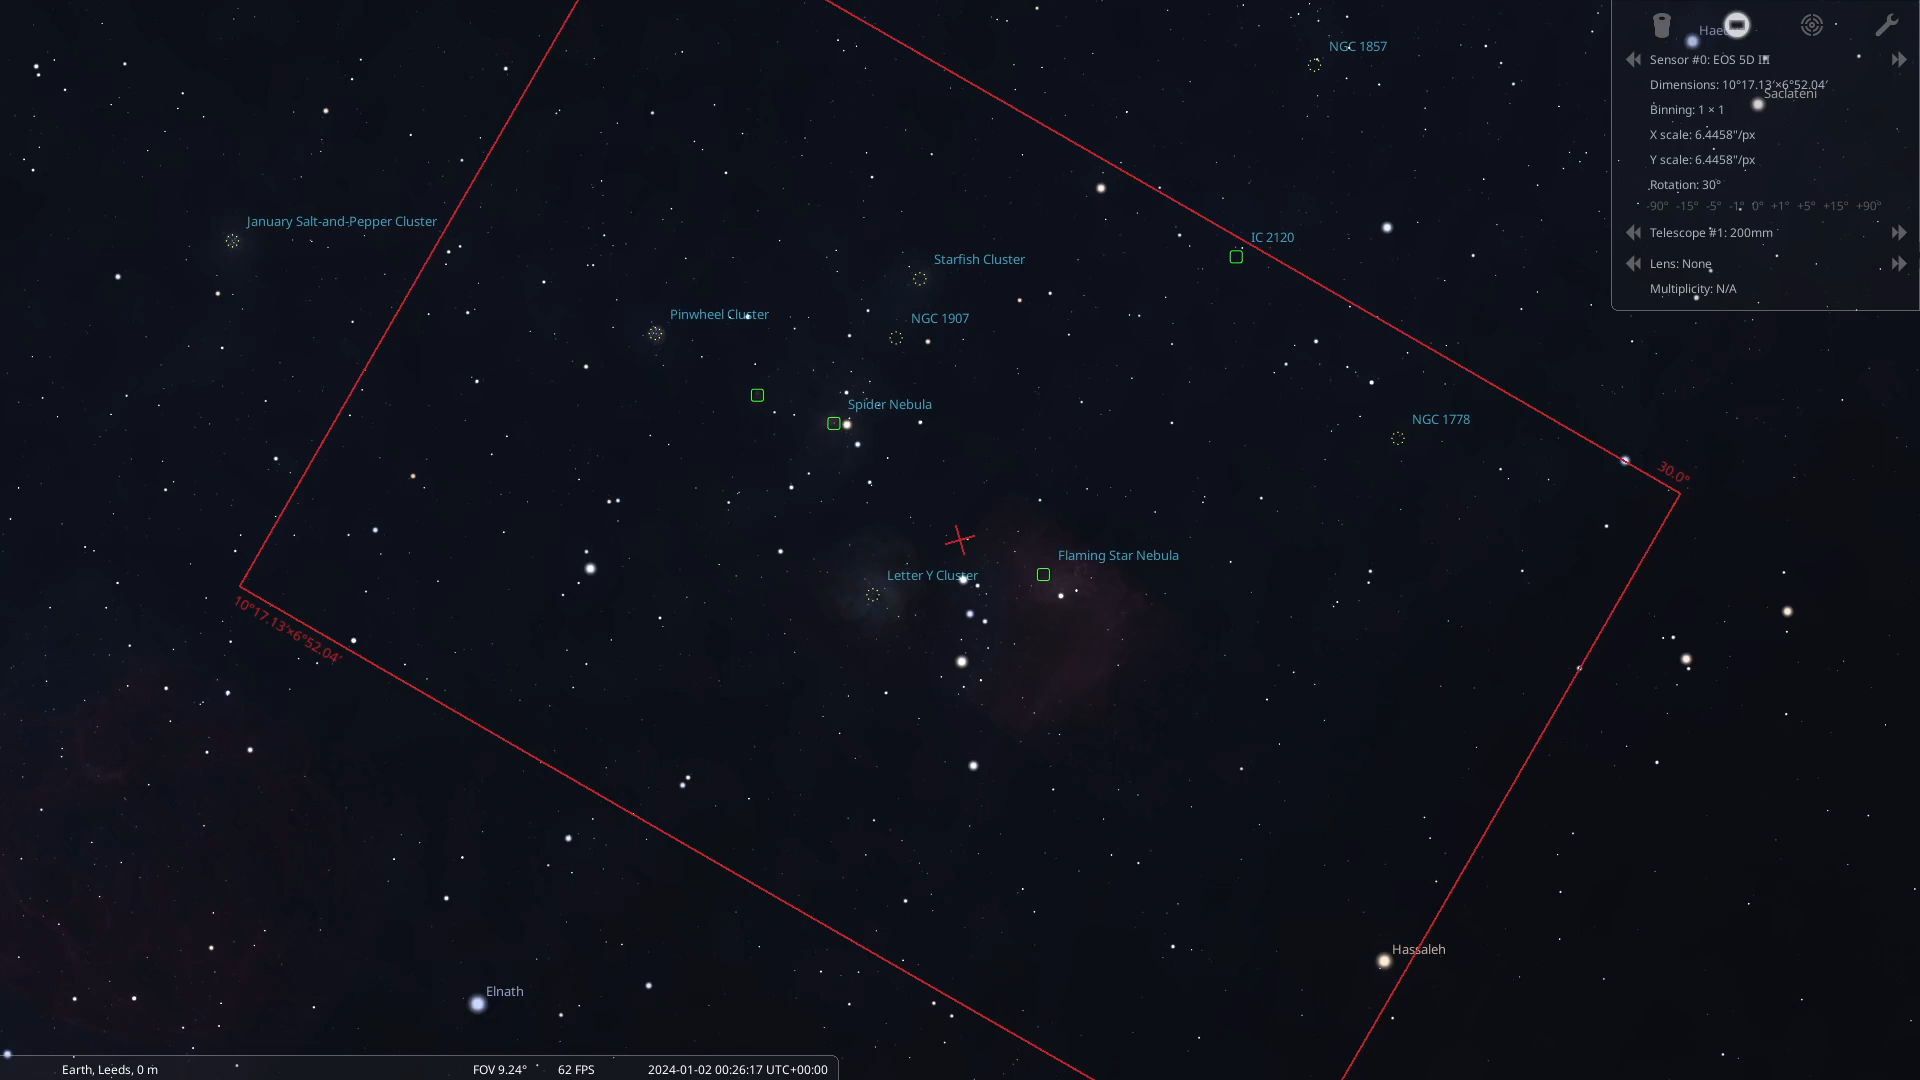 NGC 1857
Haed
Sensor #0: EOS 5D III
Dimensions: 10°17.13′×6°52.04′
Saclateni
Binning: 1 × 1
X scale: 6.4458"/px
Y scale: 6.4458"/px
Rotation: 30°
-90° -15° -5° -1° 0° +1° +5° +15° +90°
Telescope #1: 200mm
Lens: None
Multiplicity: N/A
January Salt-and-Pepper Cluster
IC 2120
Starfish Cluster
Pinwheel Cluster
NGC 1907
Spider Nebula
NGC 1778
30.0°
Flaming Star Nebula
Letter Y Cluster
10°17.13′×6°52.04′
Hassaleh
Elnath
Earth, Leeds, 0 m FOV 9.24° 62 FPS 2024-01-02 00:26:17 UTC+00:00